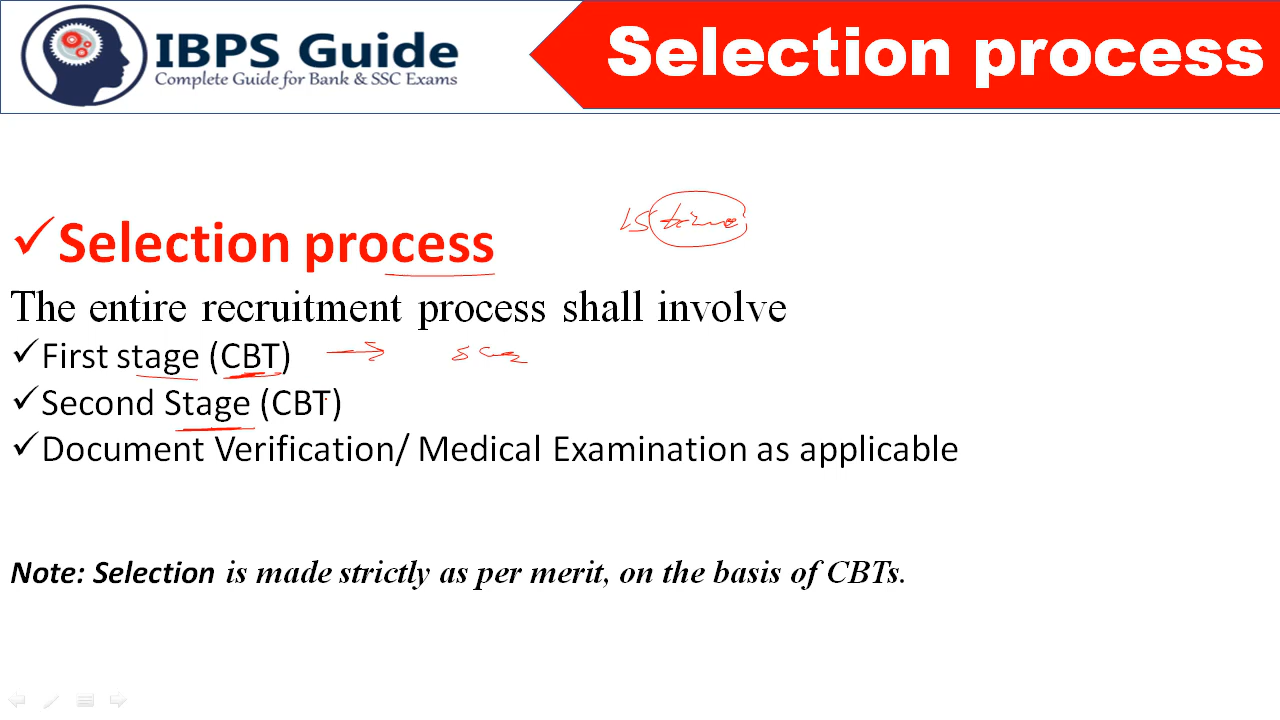 IBPS Guide
Complete Guide for Bank & SSC Exams
Selection process
15 time
✓Selection process
The entire recruitment process shall involve
✓First stage (CBT) →
✓Second Stage (CBT)
✓Document Verification/ Medical Examination as applicable
Note: Selection is made strictly as per merit, on the basis of CBTs.